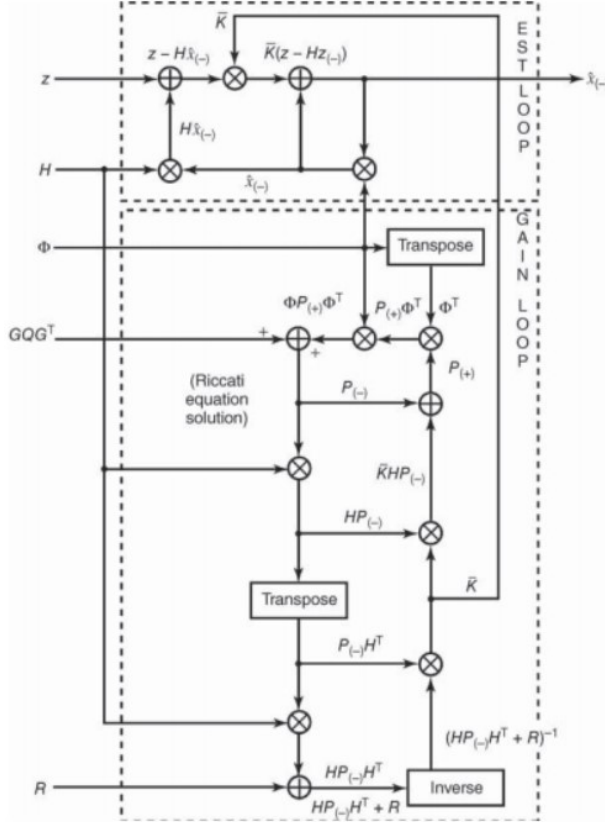 K̄
EST LOOP
z − Hx̂(−)
K̄(z − Hz(−))
z
x̂(−)
Hx̂(−)
H
x̂(−)
GAIN LOOP
Φ
Transpose
ΦP(+)Φᵀ
P(+)Φᵀ
Φᵀ
GQGᵀ
+
+
P(+)
(Riccati
equation
solution)
P(−)
K̄HP(−)
HP(−)
K̄
Transpose
P(−)Hᵀ
(HP(−)Hᵀ + R)⁻¹
HP(−)Hᵀ
R
Inverse
HP(−)Hᵀ + R